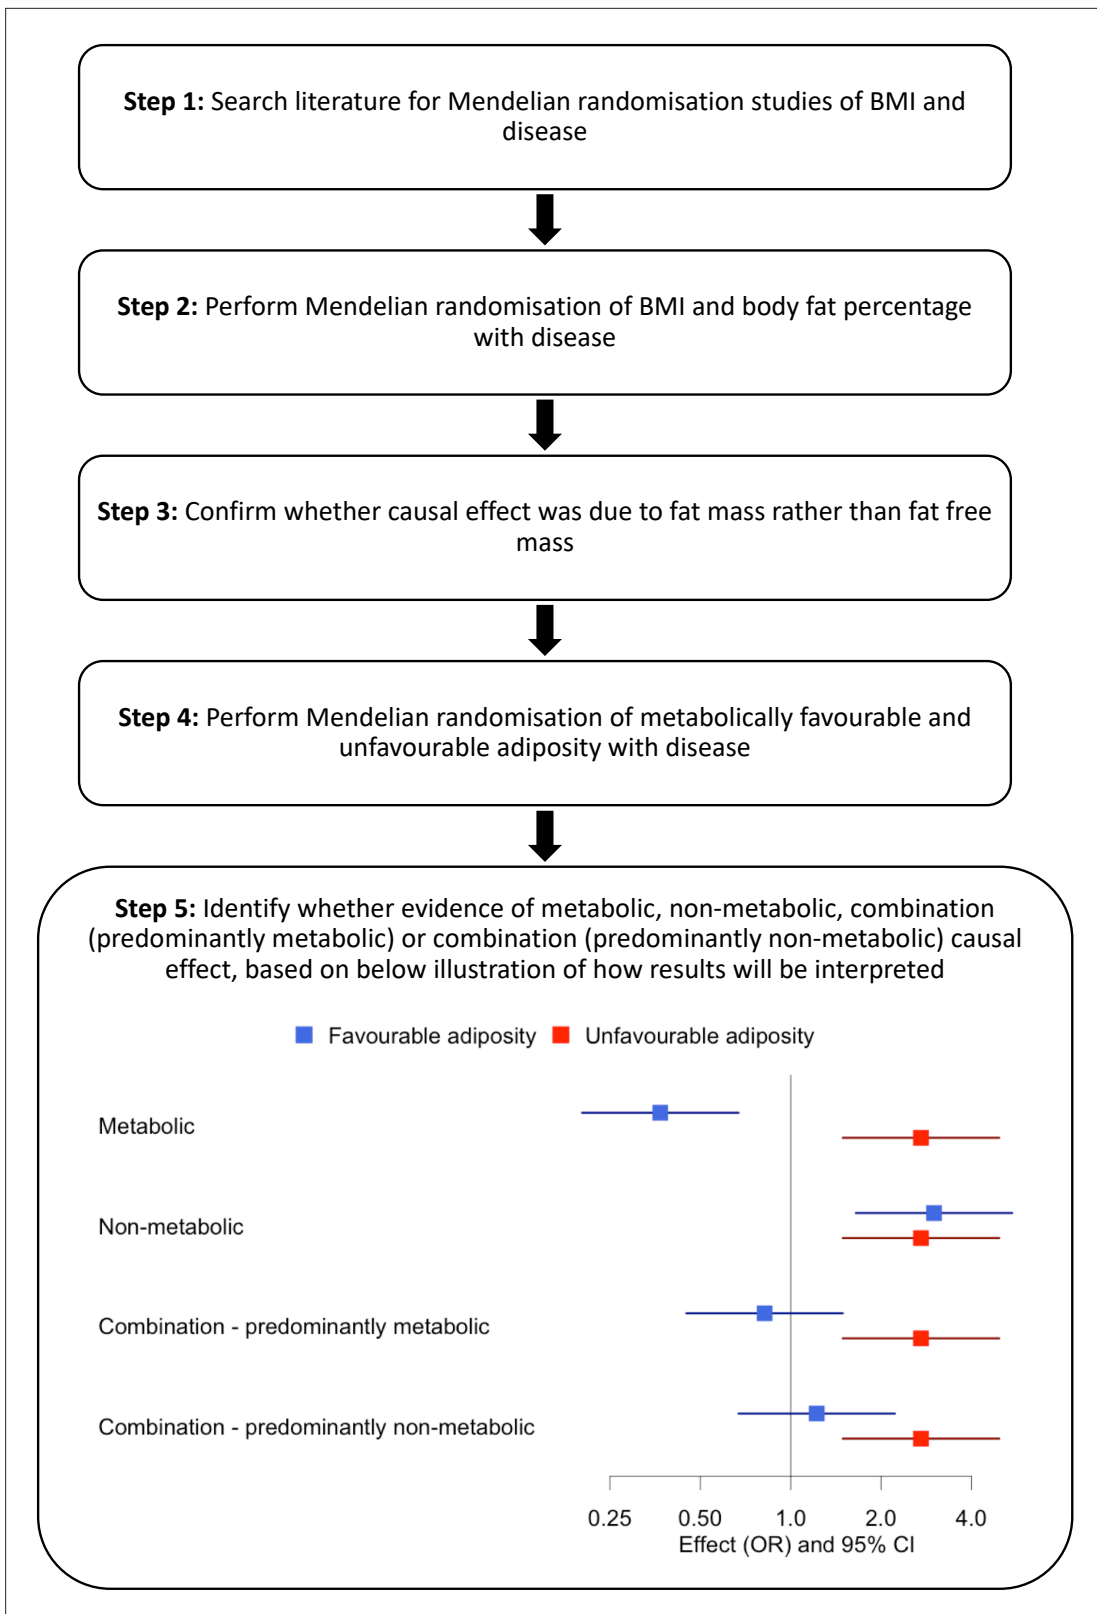 Step 1: Search literature for Mendelian randomisation studies of BMI and
disease
Step 2: Perform Mendelian randomisation of BMI and body fat percentage
with disease
Step 3: Confirm whether causal effect was due to fat mass rather than fat free
mass
Step 4: Perform Mendelian randomisation of metabolically favourable and
unfavourable adiposity with disease
Step 5: Identify whether evidence of metabolic, non-metabolic, combination
(predominantly metabolic) or combination (predominantly non-metabolic) causal
effect, based on below illustration of how results will be interpreted
Favourable adiposity Unfavourable adiposity
Metabolic
Non-metabolic
Combination - predominantly metabolic
Combination - predominantly non-metabolic
0.25 0.50 1.0 2.0 4.0
Effect (OR) and 95% CI